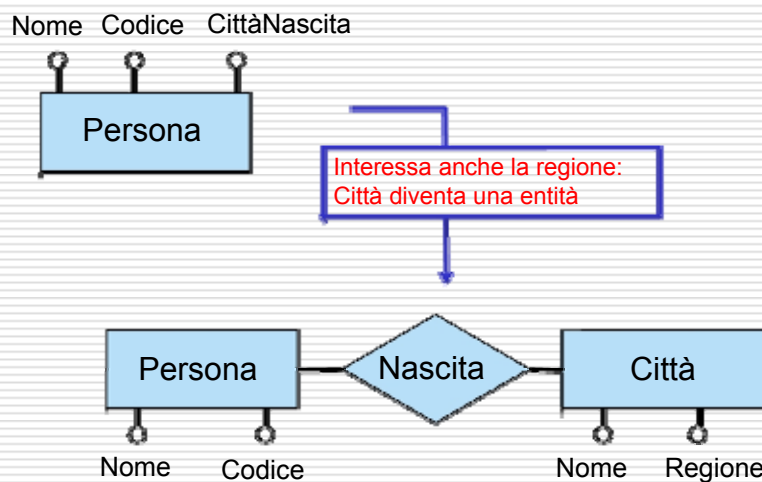 Nome Codice CittàNascita
Persona
Interessa anche la regione:
Città diventa una entità
Persona Nascita Città
Nome Codice Nome Regione